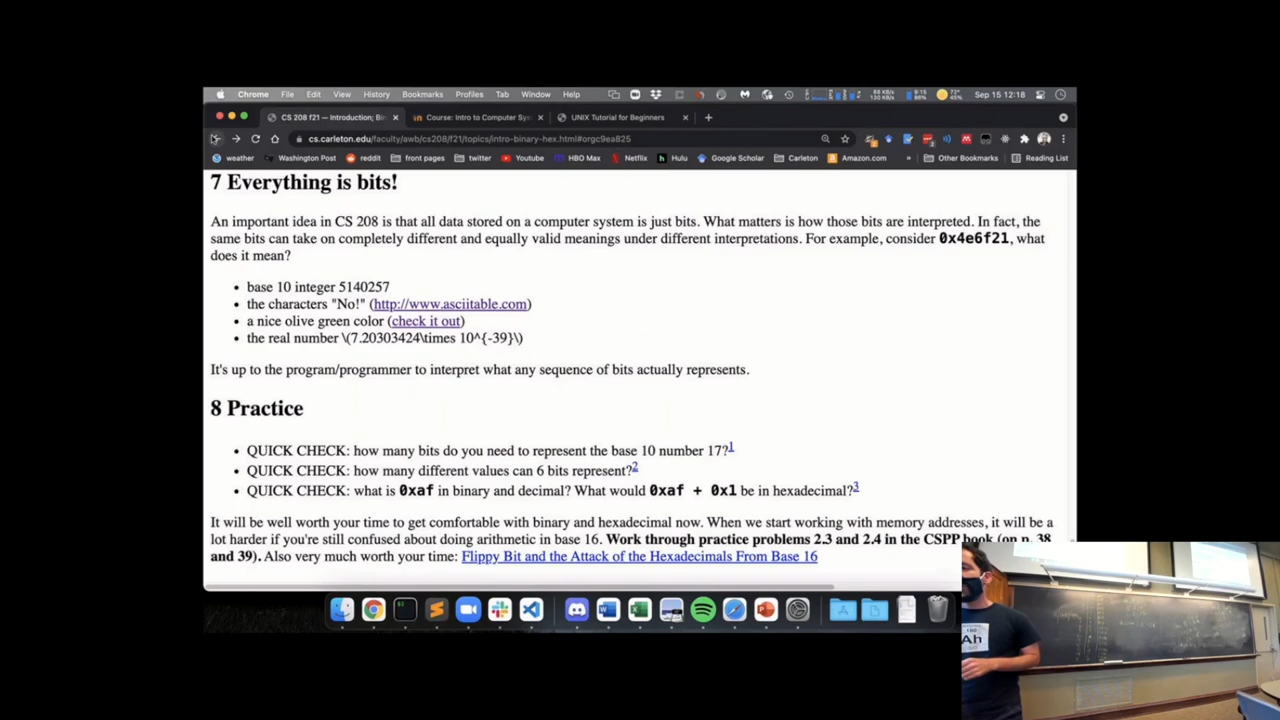 Chrome File Edit View History Bookmarks Profiles Tab Window Help Sep 15 12:18
CS 208 f21 — Introduction; Bin Course: Intro to Computer Sys UNIX Tutorial for Beginners
cs.carleton.edu/faculty/awb/cs208/f21/topics/intro-binary-hex.html#orgc9ea825
weather Washington Post reddit front pages twitter Youtube HBO Max Netflix Hulu Google Scholar Carleton Amazon.com » Other Bookmarks Reading List
7 Everything is bits!
An important idea in CS 208 is that all data stored on a computer system is just bits. What matters is how those bits are interpreted. In fact, the
same bits can take on completely different and equally valid meanings under different interpretations. For example, consider 0x4e6f21, what
does it mean?
• base 10 integer 5140257
• the characters "No!" (http://www.asciitable.com)
• a nice olive green color (check it out)
• the real number \(7.20303424\times 10^{-39}\)
It's up to the program/programmer to interpret what any sequence of bits actually represents.
8 Practice
• QUICK CHECK: how many bits do you need to represent the base 10 number 17?1
• QUICK CHECK: how many different values can 6 bits represent?2
• QUICK CHECK: what is 0xaf in binary and decimal? What would 0xaf + 0x1 be in hexadecimal?3
It will be well worth your time to get comfortable with binary and hexadecimal now. When we start working with memory addresses, it will be a
lot harder if you're still confused about doing arithmetic in base 16. Work through practice problems 2.3 and 2.4 in the CSPP book (on p. 38
and 39). Also very much worth your time: Flippy Bit and the Attack of the Hexadecimals From Base 16
Ah